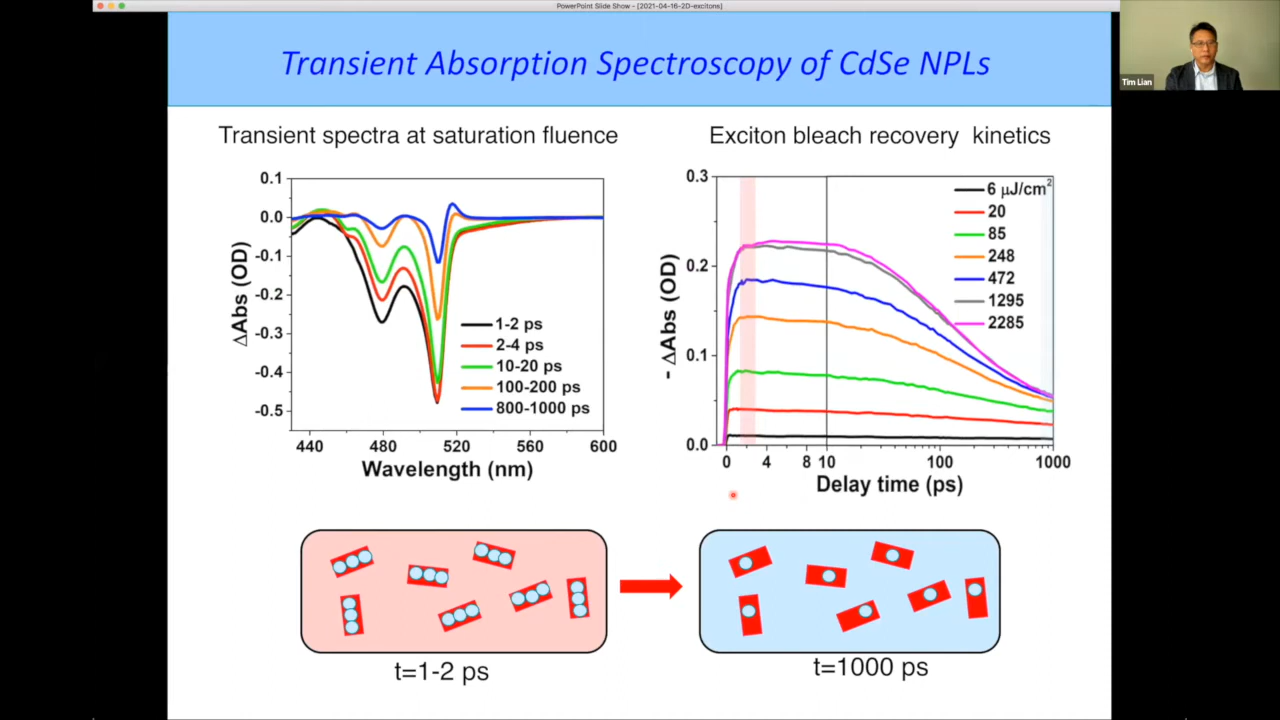 PowerPoint Slide Show - [2021-04-16-2D-excitons]
Tim Lian
Transient Absorption Spectroscopy of CdSe NPLs
Transient spectra at saturation fluence
0.1
0.0
-0.1
-0.2
-0.3
-0.4
-0.5
ΔAbs (OD)
1-2 ps
2-4 ps
10-20 ps
100-200 ps
800-1000 ps
440
480
520
560
600
Wavelength (nm)
Exciton bleach recovery kinetics
0.3
0.2
0.1
0.0
- ΔAbs (OD)
6 μJ/cm²
20
85
248
472
1295
2285
0
4
8
10
100
1000
Delay time (ps)
t=1-2 ps
t=1000 ps